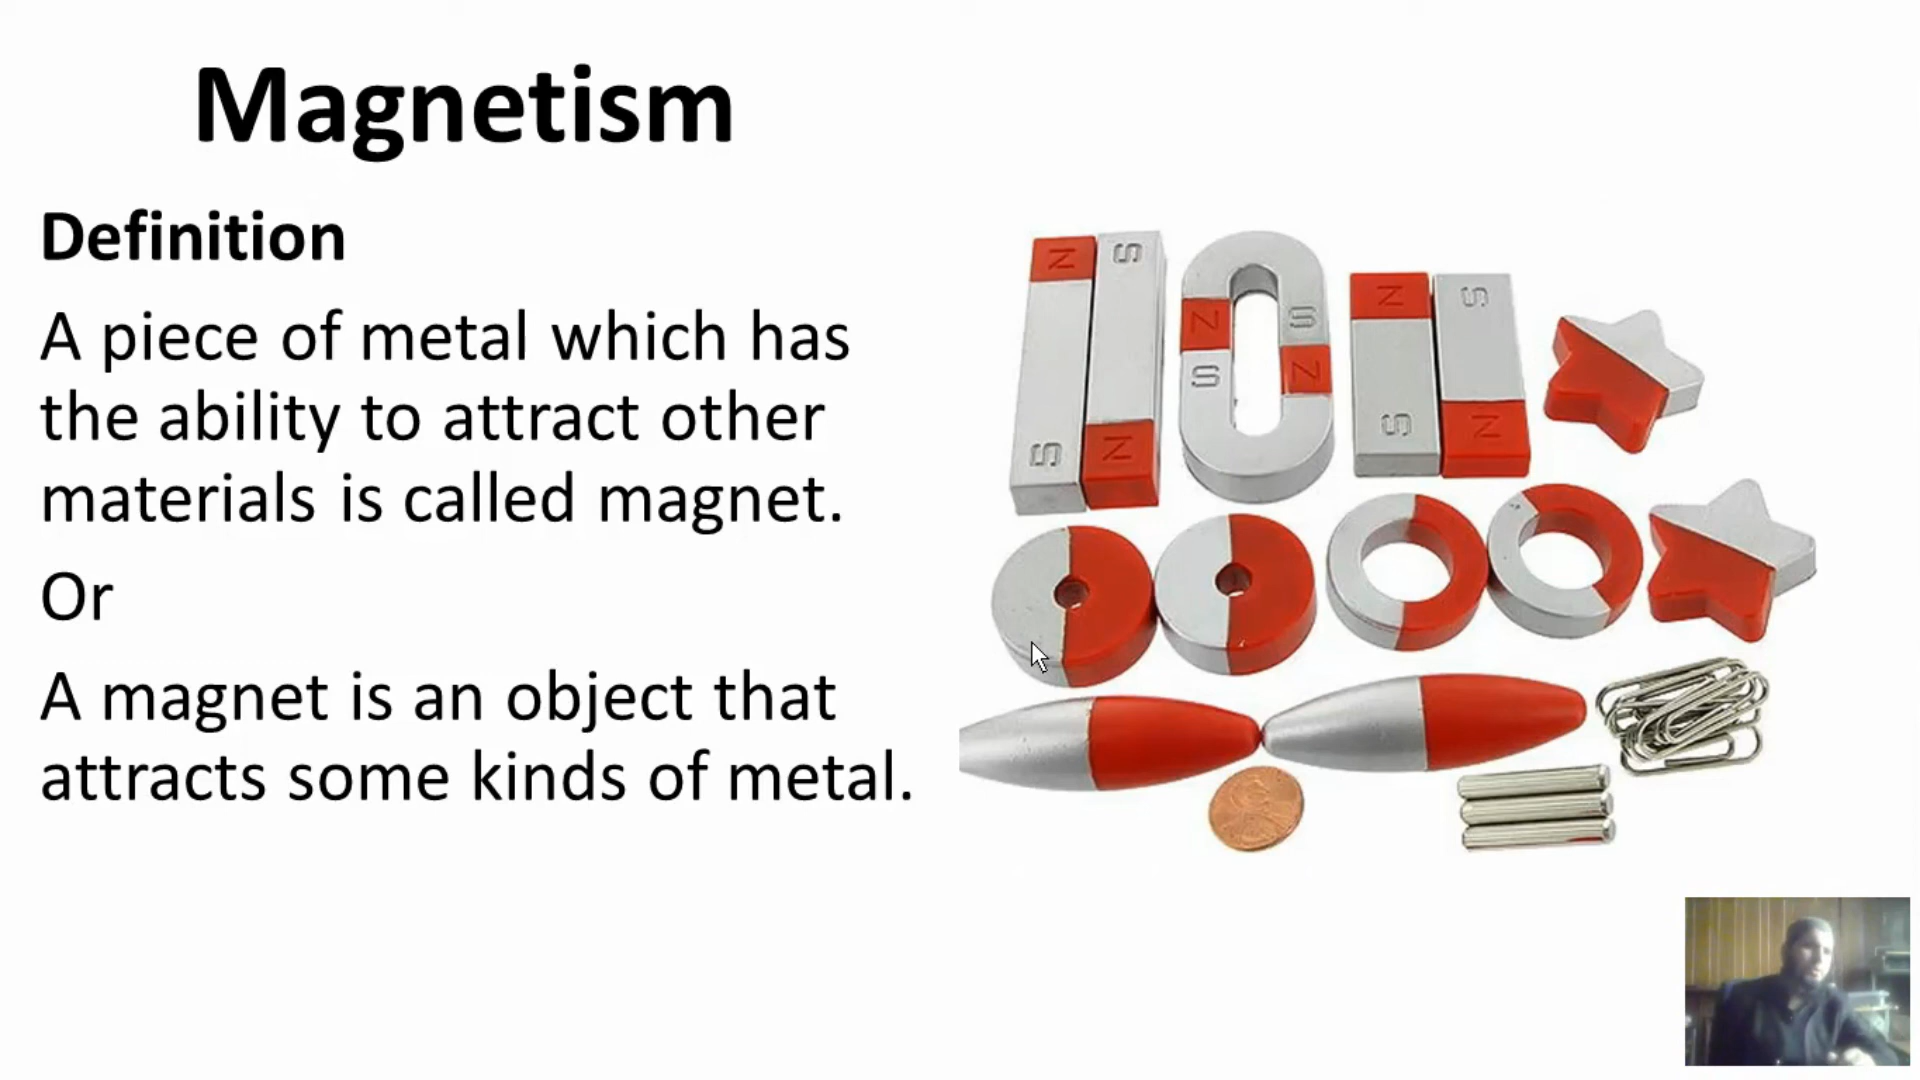 Magnetism
Definition
A piece of metal which has
the ability to attract other
materials is called magnet.
Or
A magnet is an object that
attracts some kinds of metal.
N S
N S
S N
S N
N S
S N